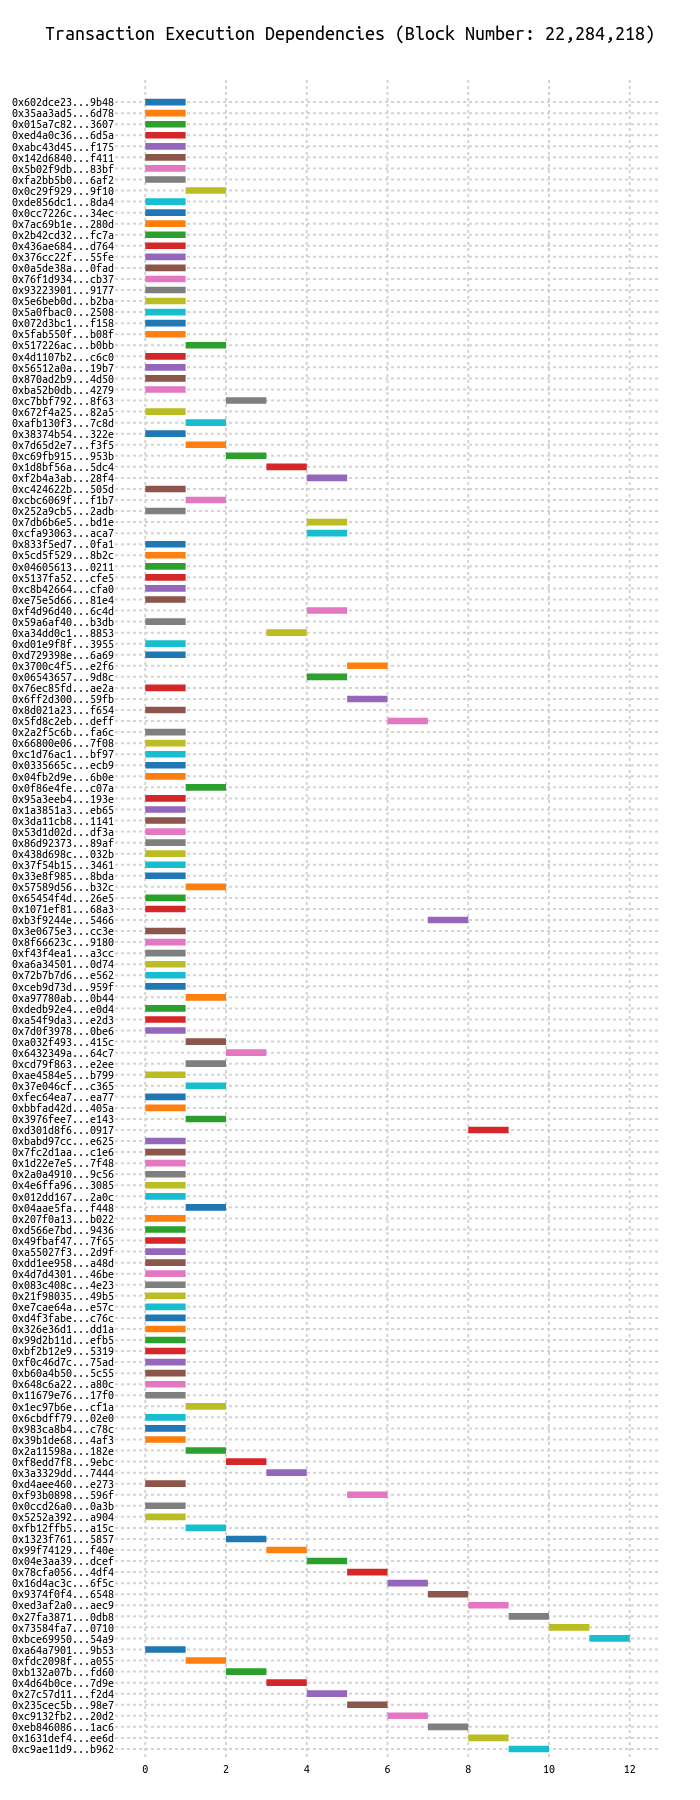 Transaction Execution Dependencies (Block Number: 22,284,218)
0x602dce23...9b48
0x35aa3ad5...6d78
0x015a7c82...3607
0xed4a0c36...6d5a
0xabc43d45...f175
0x142d6840...f411
0x5b02f9db...83bf
0xfa2bb5b0...6af2
0x0c29f929...9f10
0xde856dc1...8da4
0x0cc7226c...34ec
0x7ac69b1e...280d
0x2b42cd32...fc7a
0x436ae684...d764
0x376cc22f...55fe
0x0a5de38a...0fad
0x76f1d934...cb37
0x93223901...9177
0x5e6beb0d...b2ba
0x5a0fbac0...2508
0x072d3bc1...f158
0x5fab550f...b08f
0x517226ac...b0bb
0x4d1107b2...c6c0
0x56512a0a...19b7
0x870ad2b9...4d50
0xba52b0db...4279
0xc7bbf792...8f63
0x672f4a25...82a5
0xafb130f3...7c8d
0x38374b54...322e
0x7d65d2e7...f3f5
0xc69fb915...953b
0x1d8bf56a...5dc4
0xf2b4a3ab...28f4
0xc424622b...505d
0xcbc6069f...f1b7
0x252a9cb5...2adb
0x7db6b6e5...bd1e
0xcfa93063...aca7
0x833f5ed7...0fa1
0x5cd5f529...8b2c
0x04605613...0211
0x5137fa52...cfe5
0xc8b42664...cfa0
0xe75e5d66...81e4
0xf4d96d40...6c4d
0x59a6af40...b3db
0xa34dd0c1...8853
0xd01e9f8f...3955
0xd729398e...6a69
0x3700c4f5...e2f6
0x06543657...9d8c
0x76ec85fd...ae2a
0x6ff2d300...59fb
0x8d021a23...f654
0x5fd8c2eb...deff
0x2a2f5c6b...fa6c
0x66800e06...7f08
0xc1d76ac1...bf97
0x0335665c...ecb9
0x04fb2d9e...6b0e
0x0f86e4fe...c07a
0x95a3eeb4...193e
0x1a3851a3...eb65
0x3da11cb8...1141
0x53d1d02d...df3a
0x86d92373...89af
0x438d698c...032b
0x37f54b15...3461
0x33e8f985...8bda
0x57589d56...b32c
0x65454f4d...26e5
0x1071ef81...68a3
0xb3f9244e...5466
0x3e0675e3...cc3e
0x8f66623c...9180
0xf43f4ea1...a3cc
0xa6a34501...0d74
0x72b7b7d6...e562
0xceb9d73d...959f
0xa97780ab...0b44
0xdedb92e4...e0d4
0xa54f9da3...e2d3
0x7d0f3978...0be6
0xa032f493...415c
0x6432349a...64c7
0xcd79f863...e2ee
0xae4584e5...b799
0x37e046cf...c365
0xfec64ea7...ea77
0xbbfad42d...405a
0x3976fee7...e143
0xd301d8f6...0917
0xbabd97cc...e625
0x7fc2d1aa...c1e6
0x1d22e7e5...7f48
0x2a0a4910...9c56
0x4e6ffa96...3085
0x012dd167...2a0c
0x04aae5fa...f448
0x207f0a13...b022
0xd566e7bd...9436
0x49fbaf47...7f65
0xa55027f3...2d9f
0xdd1ee958...a48d
0x4d7d4301...46be
0x083c408c...4e23
0x21f98035...49b5
0xe7cae64a...e57c
0xd4f3fabe...c76c
0x326e36d1...dd1a
0x99d2b11d...efb5
0xbf2b12e9...5319
0xf0c46d7c...75ad
0xb60a4b50...5c55
0x648c6a22...a80c
0x11679e76...17f0
0x1ec97b6e...cf1a
0x6cbdff79...02e0
0x983ca8b4...c78c
0x39b1de68...4af3
0x2a11598a...182e
0xf8edd7f8...9ebc
0x3a3329dd...7444
0xd4aee460...e273
0xf93b0898...596f
0x0ccd26a0...0a3b
0x5252a392...a904
0xfb12ffb5...a15c
0x1323f761...5857
0x99f74129...f40e
0x04e3aa39...dcef
0x78cfa056...4df4
0x16d4ac3c...6f5c
0x9374f0f4...6548
0xed3af2a0...aec9
0x27fa3871...0db8
0x73584fa7...0710
0xbce69950...54a9
0xa64a7901...9b53
0xfdc2098f...a055
0xb132a07b...fd60
0x4d64b0ce...7d9e
0x27c57d11...f2d4
0x235cec5b...98e7
0xc9132fb2...20d2
0xeb846086...1ac6
0x1631def4...ee6d
0xc9ae11d9...b962
0 2 4 6 8 10 12